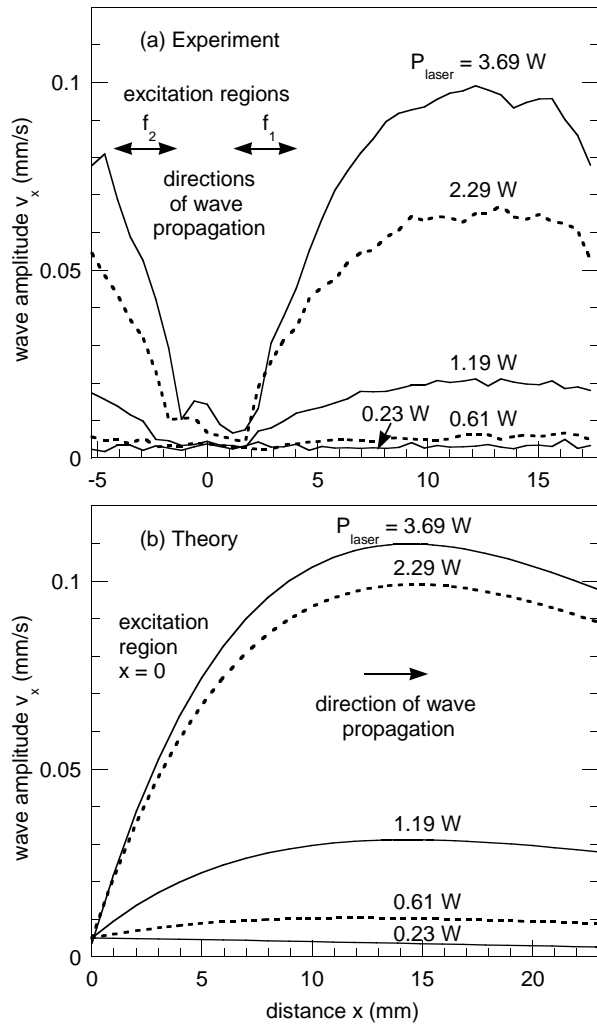 (a) Experiment
P_laser = 3.69 W
excitation regions
f_2 f_1
directions
of wave
propagation
2.29 W
1.19 W
0.23 W
0.61 W
wave amplitude v_x (mm/s)
0.1
0.05
0
-5 0 5 10 15
(b) Theory
P_laser = 3.69 W
2.29 W
excitation
region
x = 0
direction of wave
propagation
1.19 W
0.61 W
0.23 W
wave amplitude v_x (mm/s)
0.1
0.05
0
0 5 10 15 20
distance x (mm)